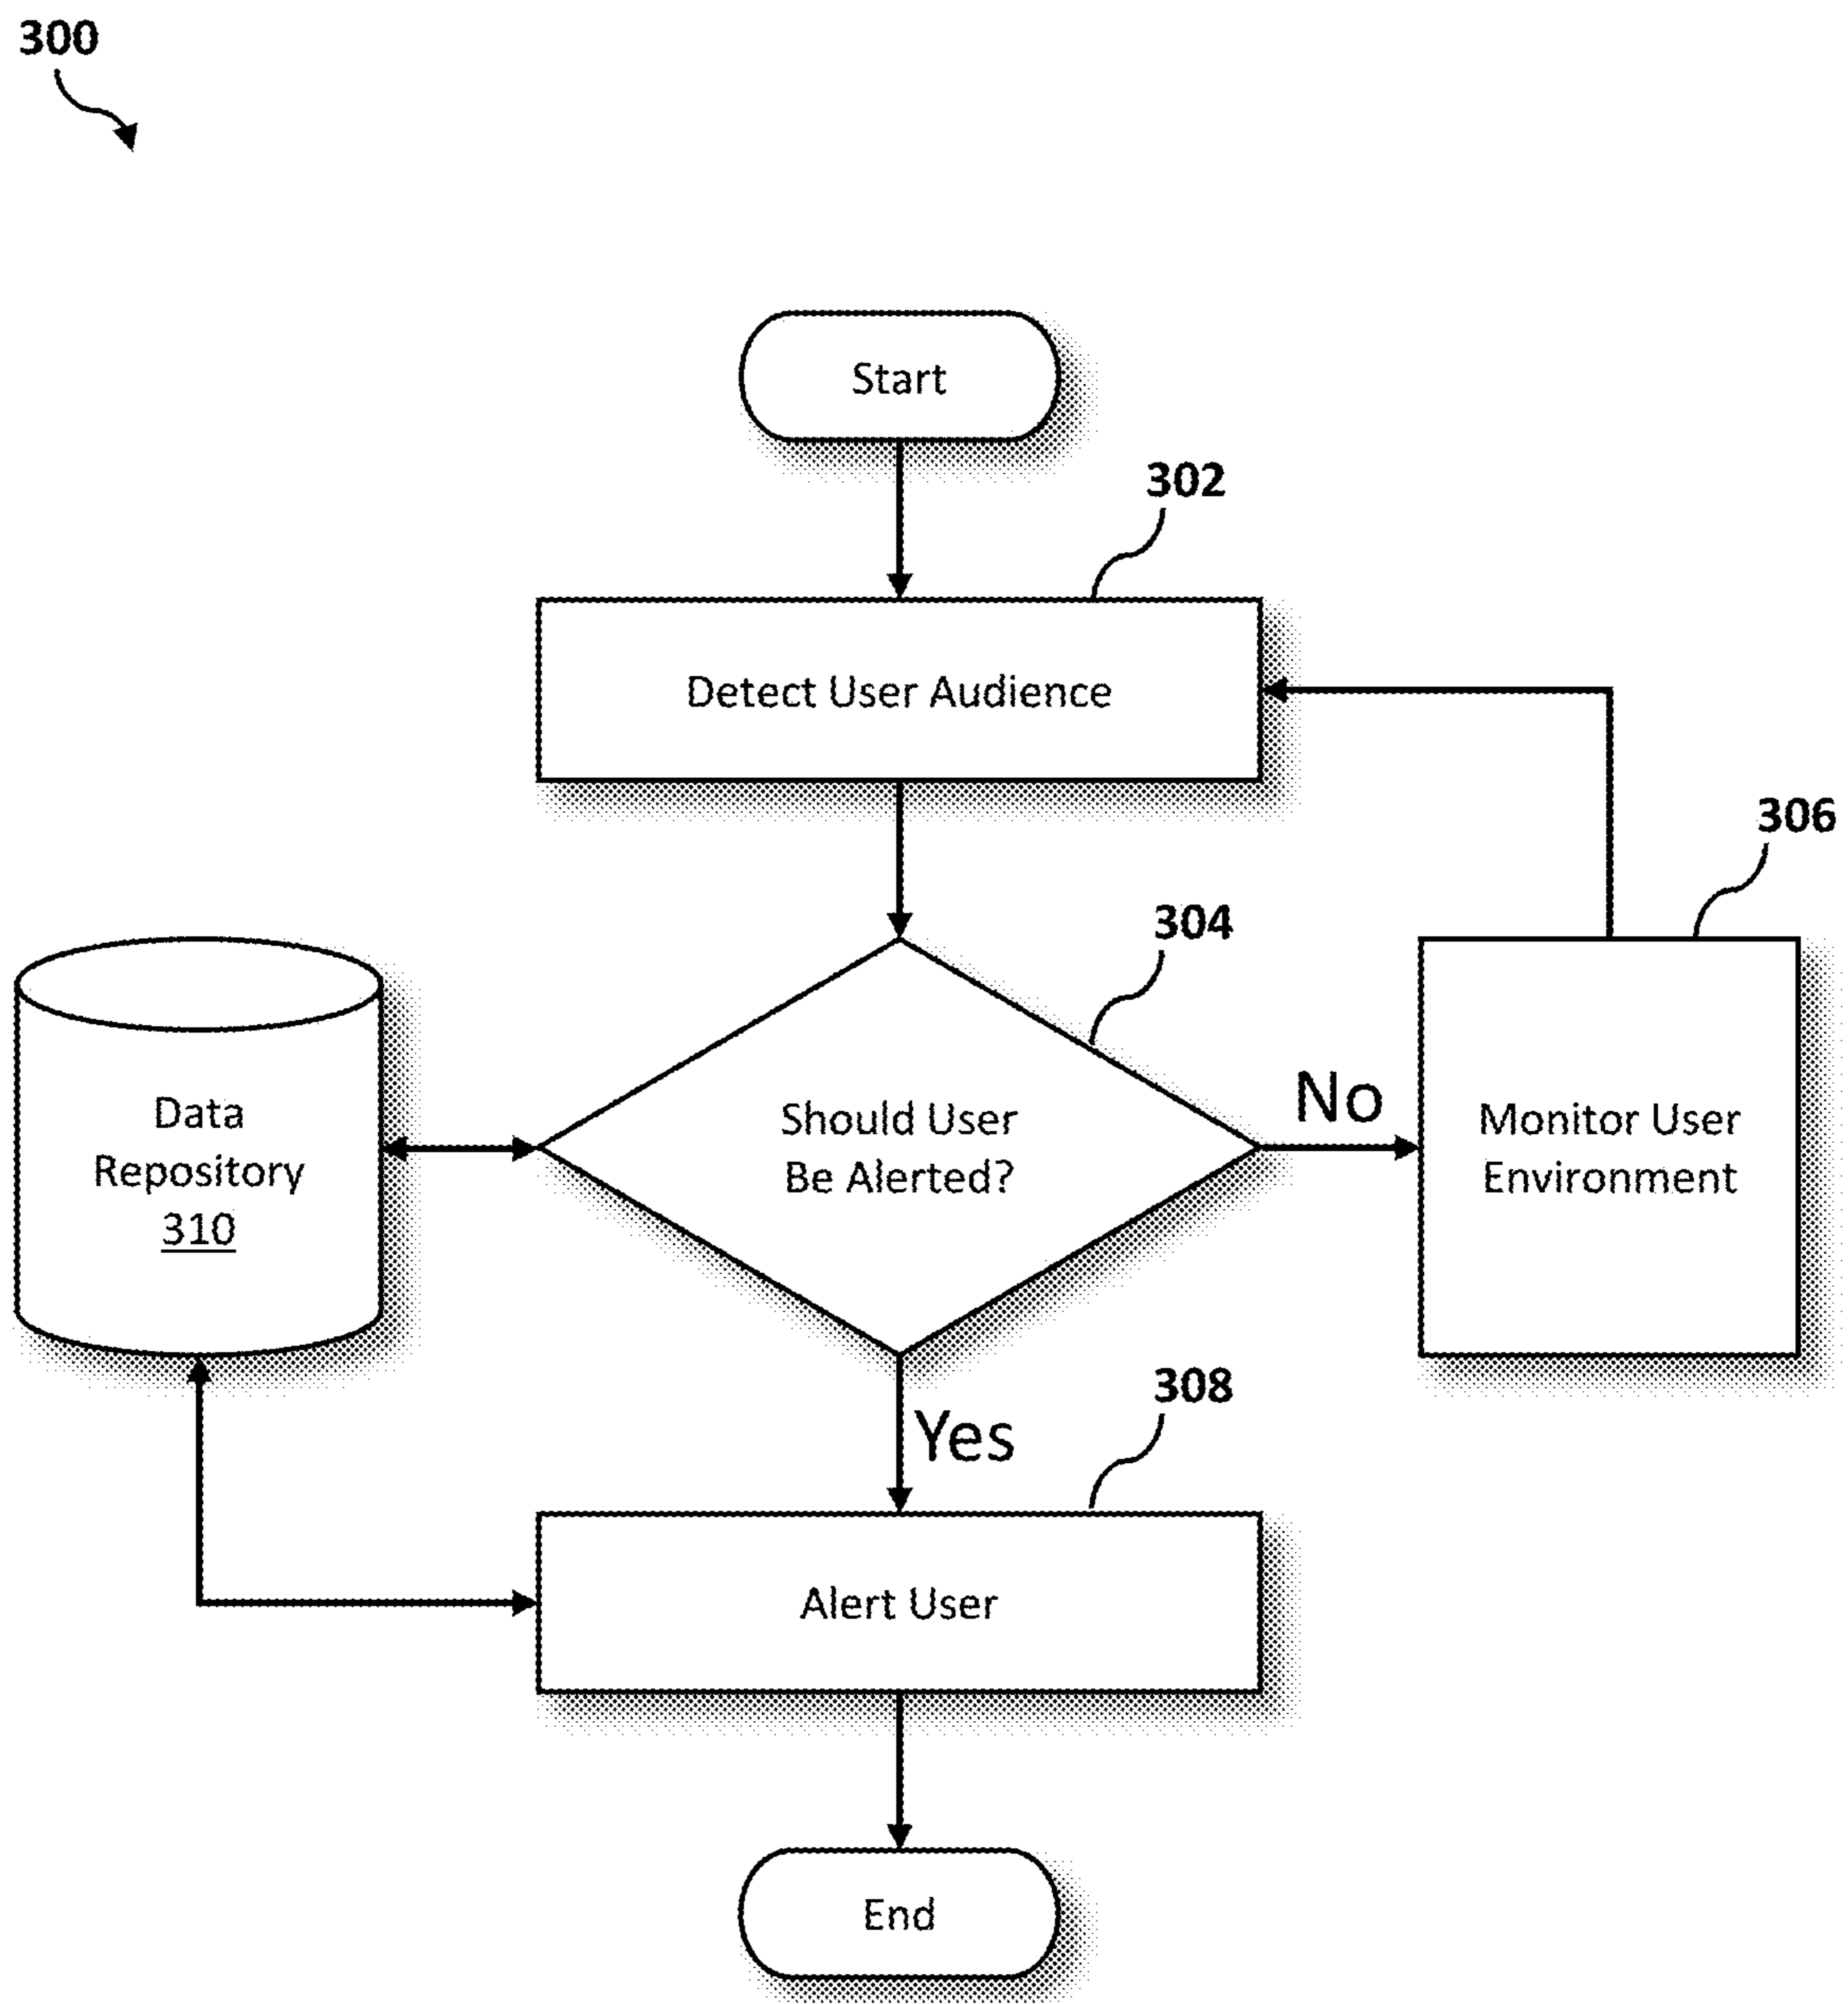 300
Start
302
Detect User Audience
306
304
Data
Repository
310
Should User
Be Alerted?
No
Monitor User
Environment
308
Yes
Alert User
End